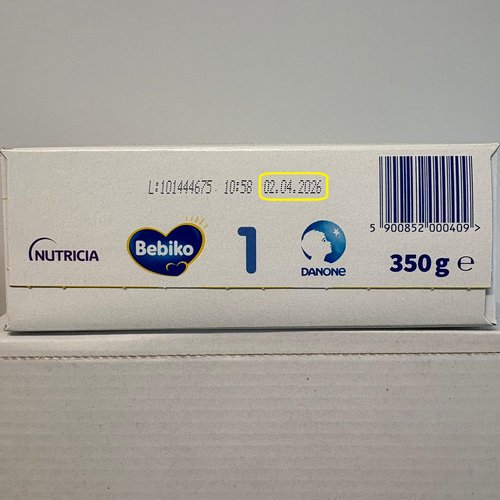 L:101444675 10:58 02.04.2026
5 900852 000409 >
NUTRICIA
Bebiko
1
DANONE
350 g e